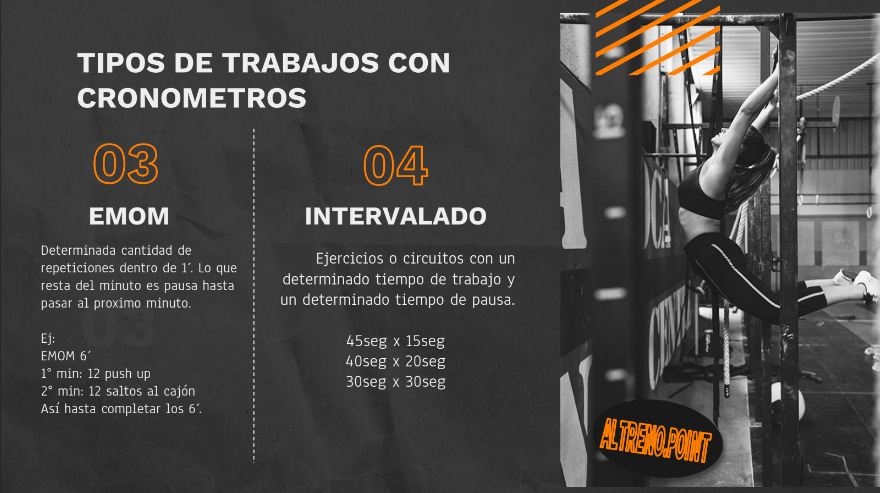 TIPOS DE TRABAJOS CON
CRONOMETROS
03
EMOM
Determinada cantidad de
repeticiones dentro de 1´. Lo que
resta del minuto es pausa hasta
pasar al proximo minuto.
Ej:
EMOM 6´
1° min: 12 push up
2° min: 12 saltos al cajón
Así hasta completar los 6´.
04
INTERVALADO
Ejercicios o circuitos con un
determinado tiempo de trabajo y
un determinado tiempo de pausa.
45seg x 15seg
40seg x 20seg
30seg x 30seg
ALTRENO.POINT